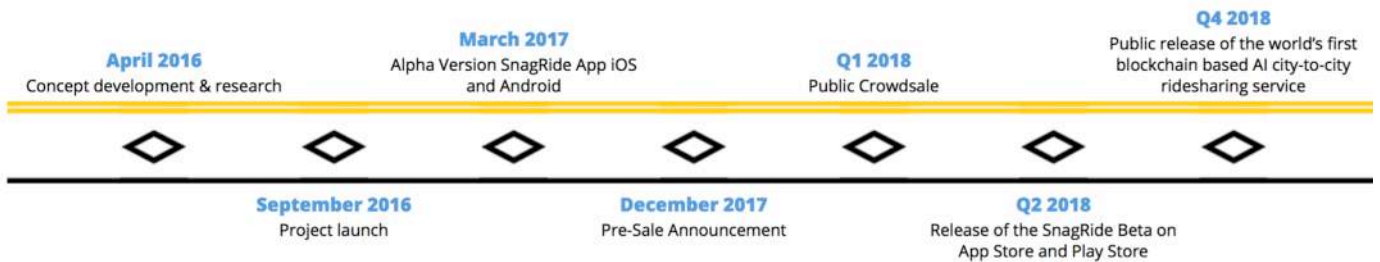 April 2016
Concept development & research
September 2016
Project launch
March 2017
Alpha Version SnagRide App iOS
and Android
December 2017
Pre-Sale Announcement
Q1 2018
Public Crowdsale
Q2 2018
Release of the SnagRide Beta on
App Store and Play Store
Q4 2018
Public release of the world's first
blockchain based AI city-to-city
ridesharing service